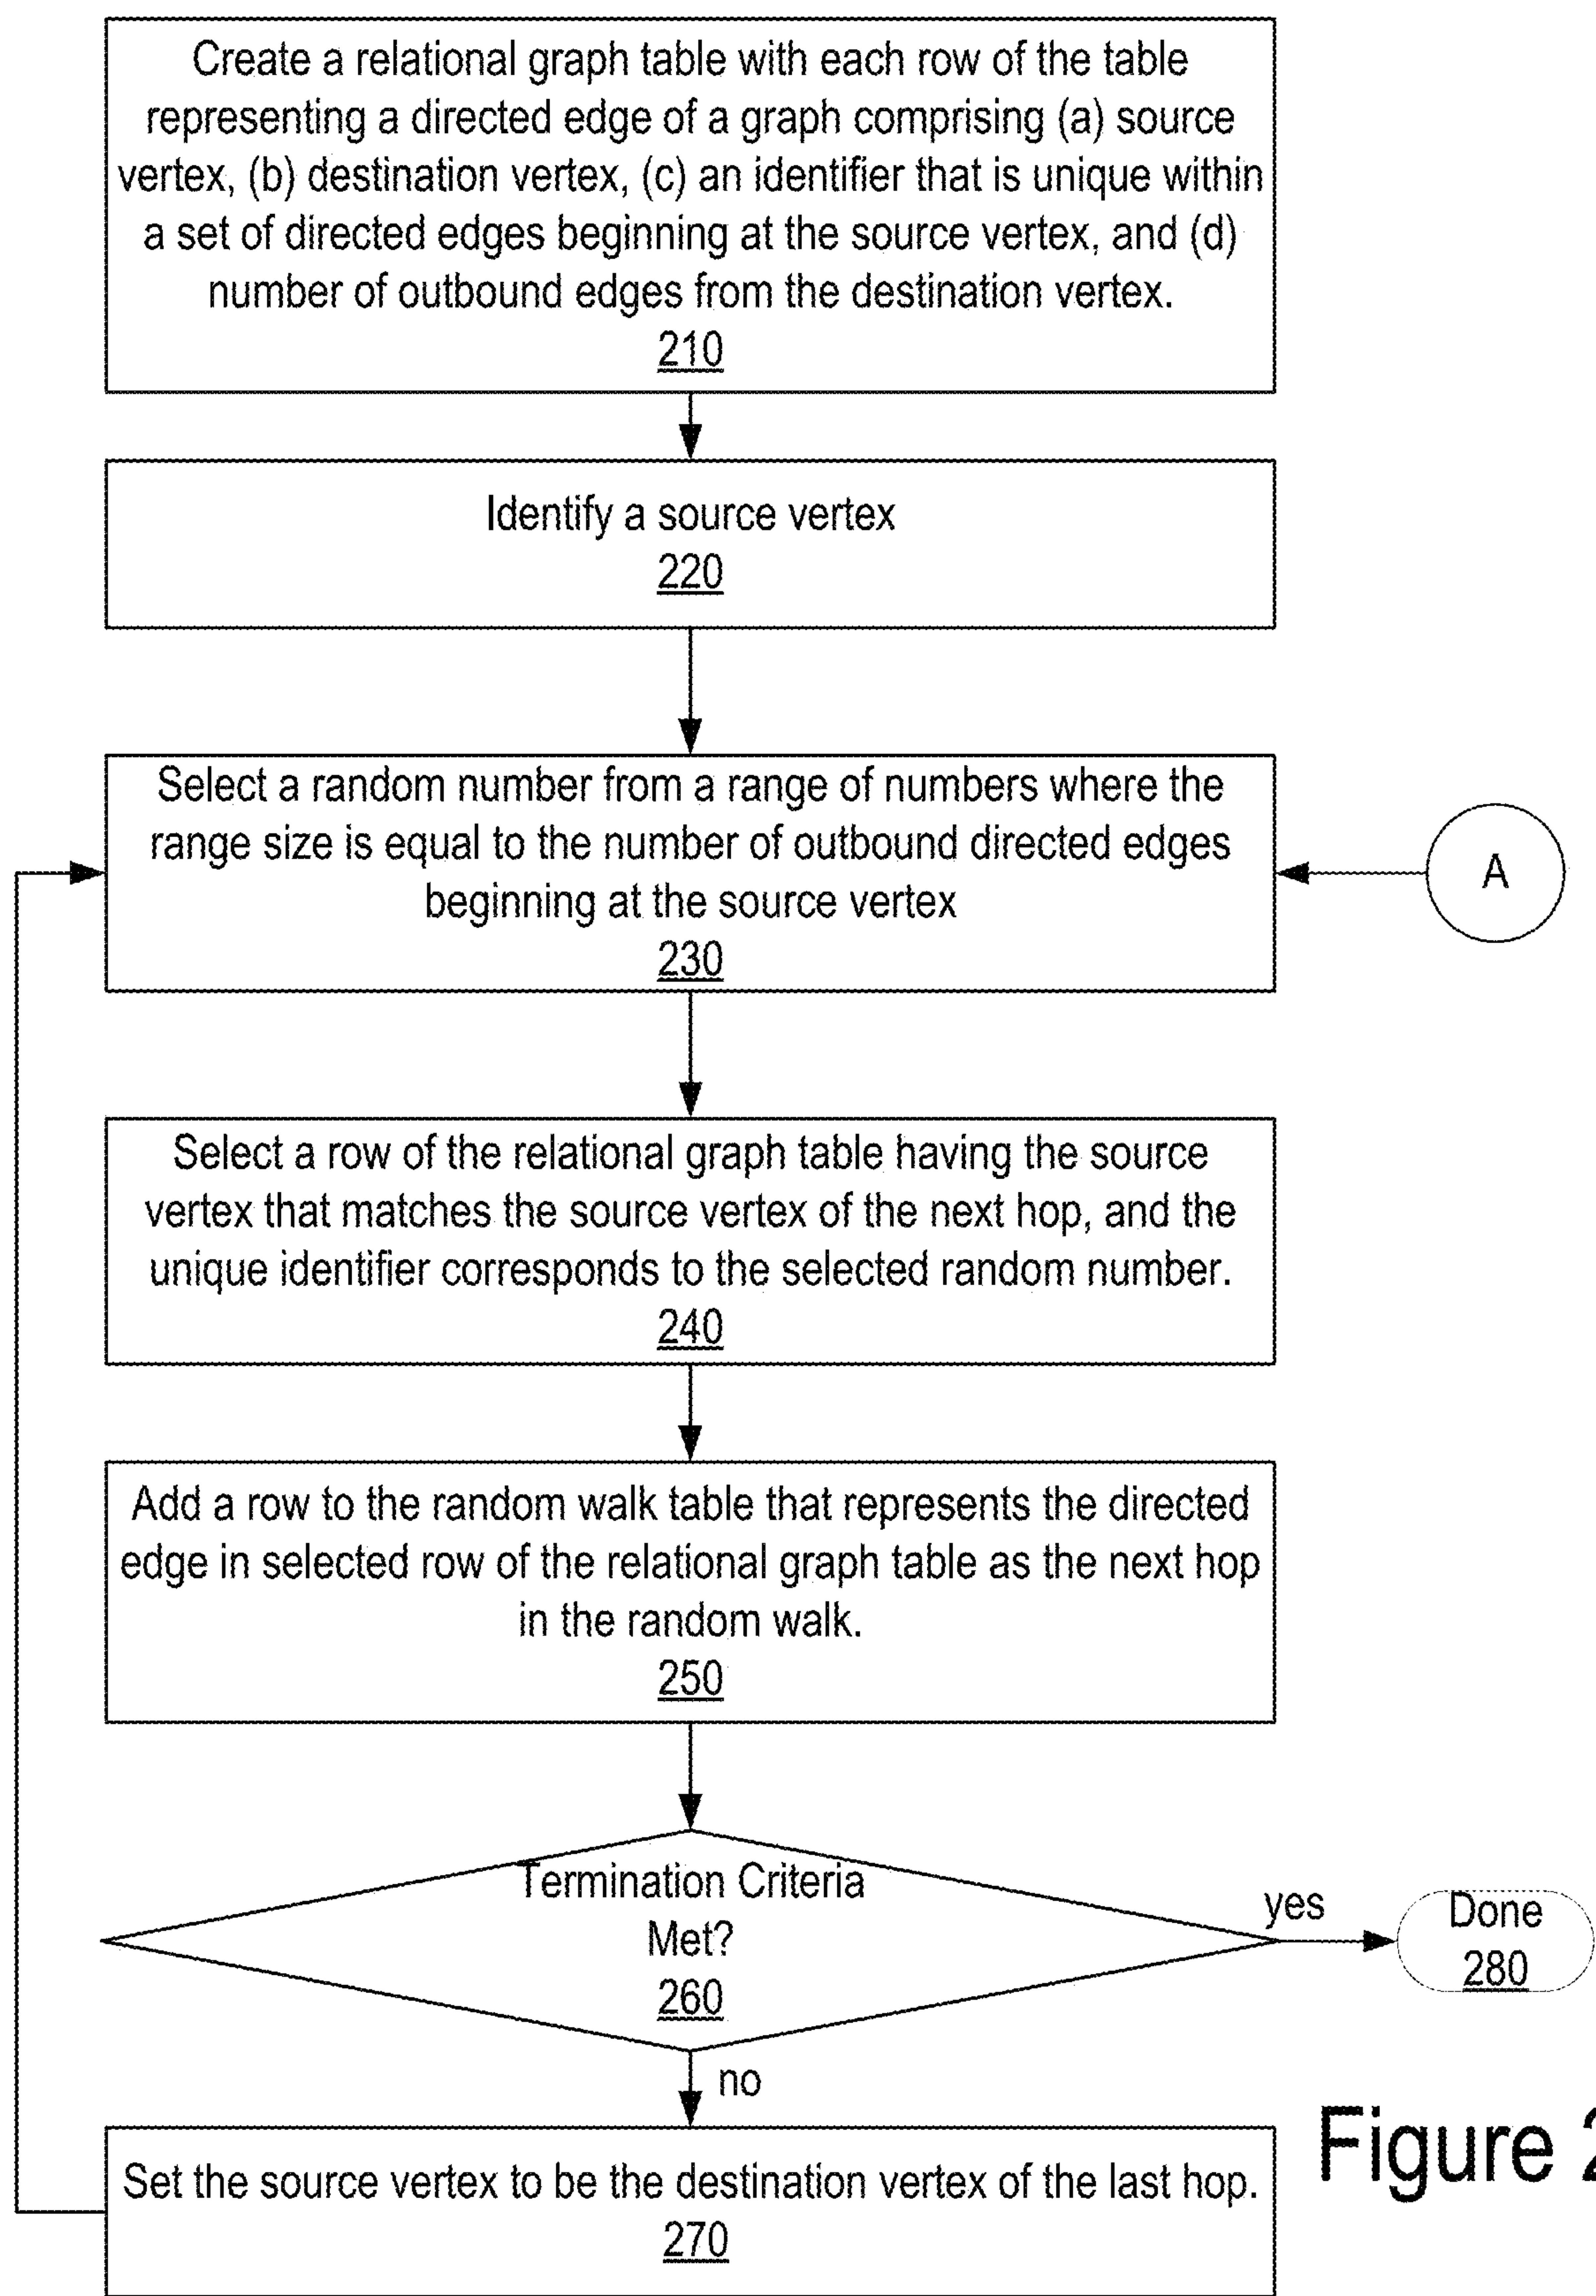 Create a relational graph table with each row of the table
representing a directed edge of a graph comprising (a) source
vertex, (b) destination vertex, (c) an identifier that is unique within
a set of directed edges beginning at the source vertex, and (d)
number of outbound edges from the destination vertex.
210
Identify a source vertex
220
Select a random number from a range of numbers where the
range size is equal to the number of outbound directed edges
beginning at the source vertex
230
A
Select a row of the relational graph table having the source
vertex that matches the source vertex of the next hop, and the
unique identifier corresponds to the selected random number.
240
Add a row to the random walk table that represents the directed
edge in selected row of the relational graph table as the next hop
in the random walk.
250
Termination Criteria
Met?
260
yes
Done
280
no
Set the source vertex to be the destination vertex of the last hop.
270
Figure 2